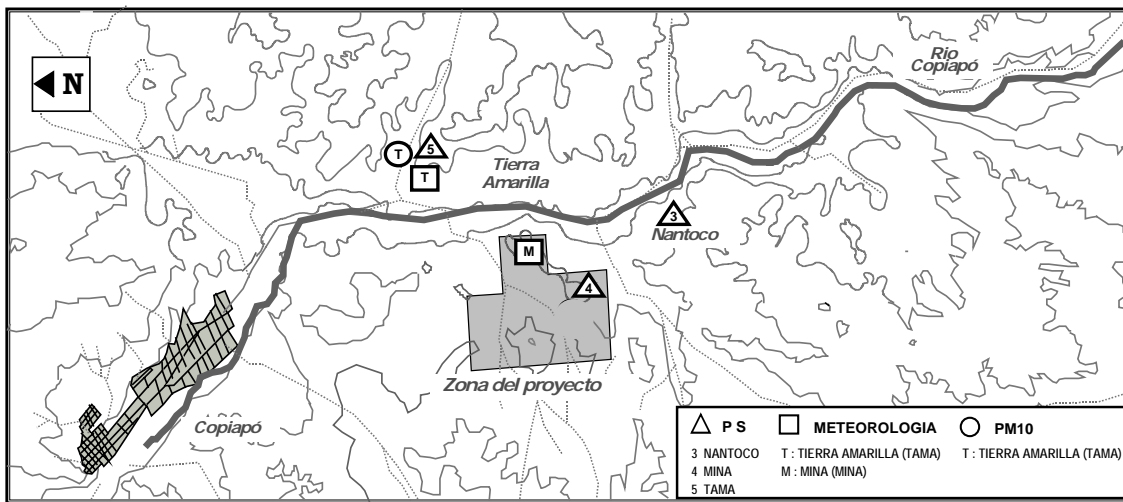 N
Rio
Copiapó
T
5
T
Tierra
Amarilla
3
Nantoco
M
4
Zona del proyecto
Copiapó
P S
METEOROLOGIA
PM10
3 NANTOCO
T : TIERRA AMARILLA (TAMA)
T : TIERRA AMARILLA (TAMA)
4 MINA
M : MINA (MINA)
5 TAMA